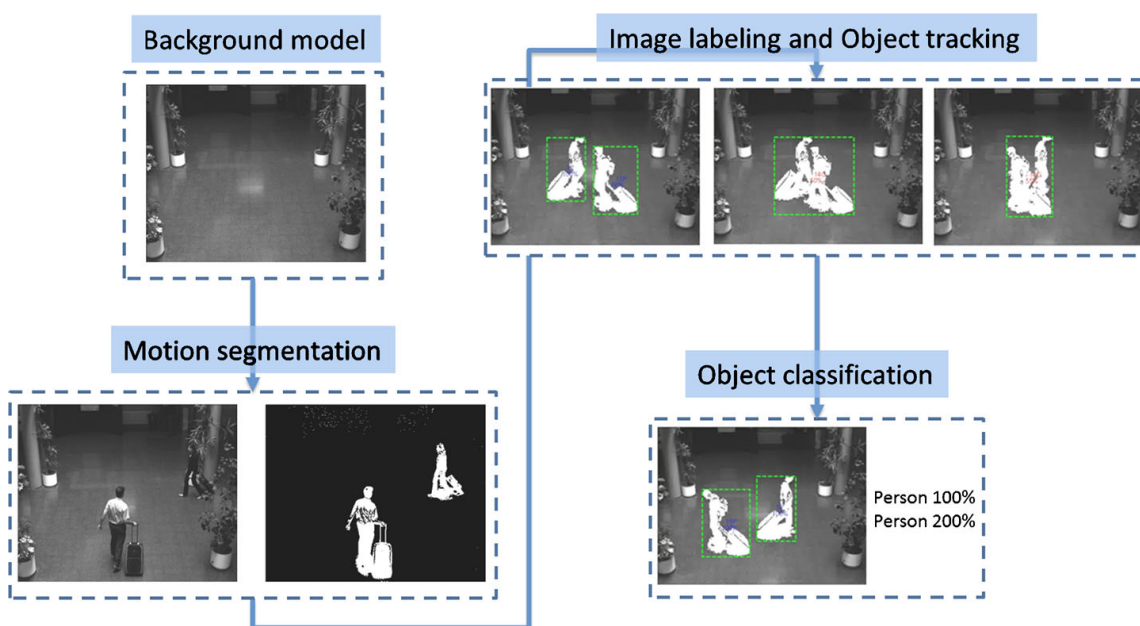 Background model
Image labeling and Object tracking
Motion segmentation
Object classification
Person 100%
Person 200%